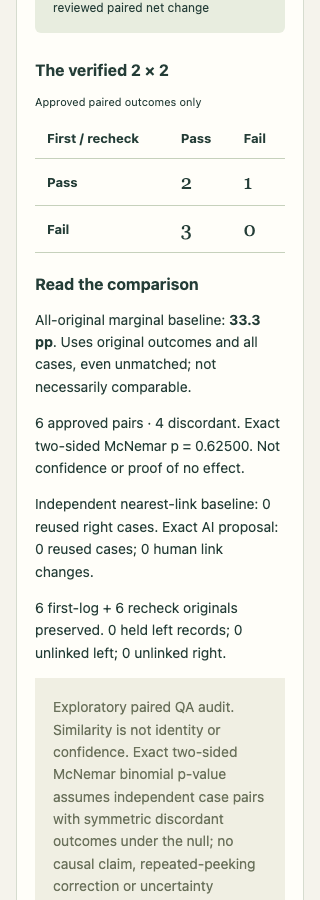 reviewed paired net change
The verified 2 × 2
Approved paired outcomes only
First / recheck Pass Fail
Pass 2 1
Fail 3 0
Read the comparison
All-original marginal baseline: 33.3
pp. Uses original outcomes and all
cases, even unmatched; not
necessarily comparable.
6 approved pairs · 4 discordant. Exact
two-sided McNemar p = 0.62500. Not
confidence or proof of no effect.
Independent nearest-link baseline: 0
reused right cases. Exact AI proposal:
0 reused cases; 0 human link
changes.
6 first-log + 6 recheck originals
preserved. 0 held left records; 0
unlinked left; 0 unlinked right.
Exploratory paired QA audit.
Similarity is not identity or
confidence. Exact two-sided
McNemar binomial p-value
assumes independent case pairs
with symmetric discordant
outcomes under the null; no
causal claim, repeated-peeking
correction or uncertainty